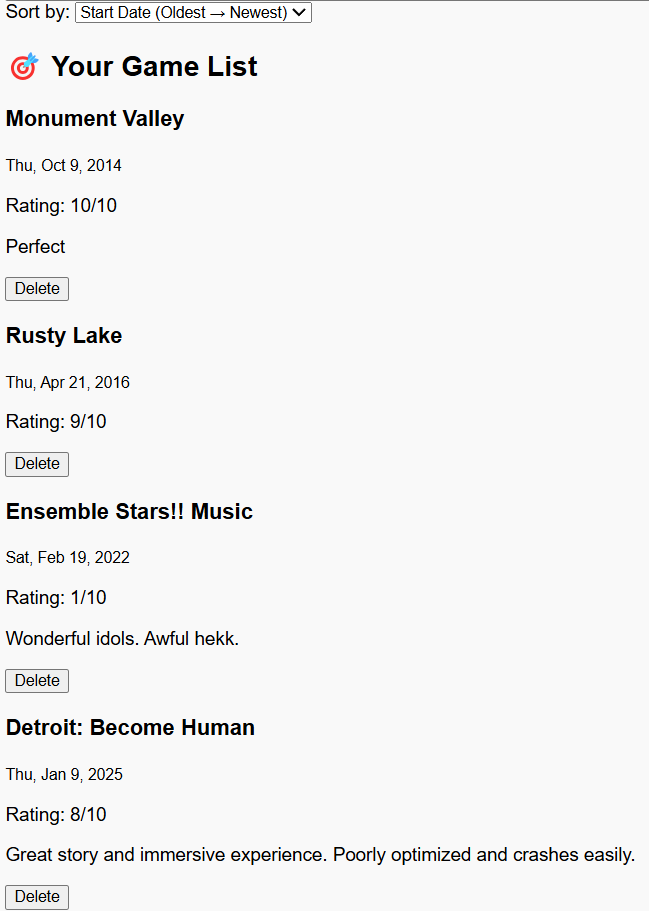 Sort by: Start Date (Oldest → Newest)
🎯 Your Game List
Monument Valley
Thu, Oct 9, 2014
Rating: 10/10
Perfect
Delete
Rusty Lake
Thu, Apr 21, 2016
Rating: 9/10
Delete
Ensemble Stars!! Music
Sat, Feb 19, 2022
Rating: 1/10
Wonderful idols. Awful hekk.
Delete
Detroit: Become Human
Thu, Jan 9, 2025
Rating: 8/10
Great story and immersive experience. Poorly optimized and crashes easily.
Delete